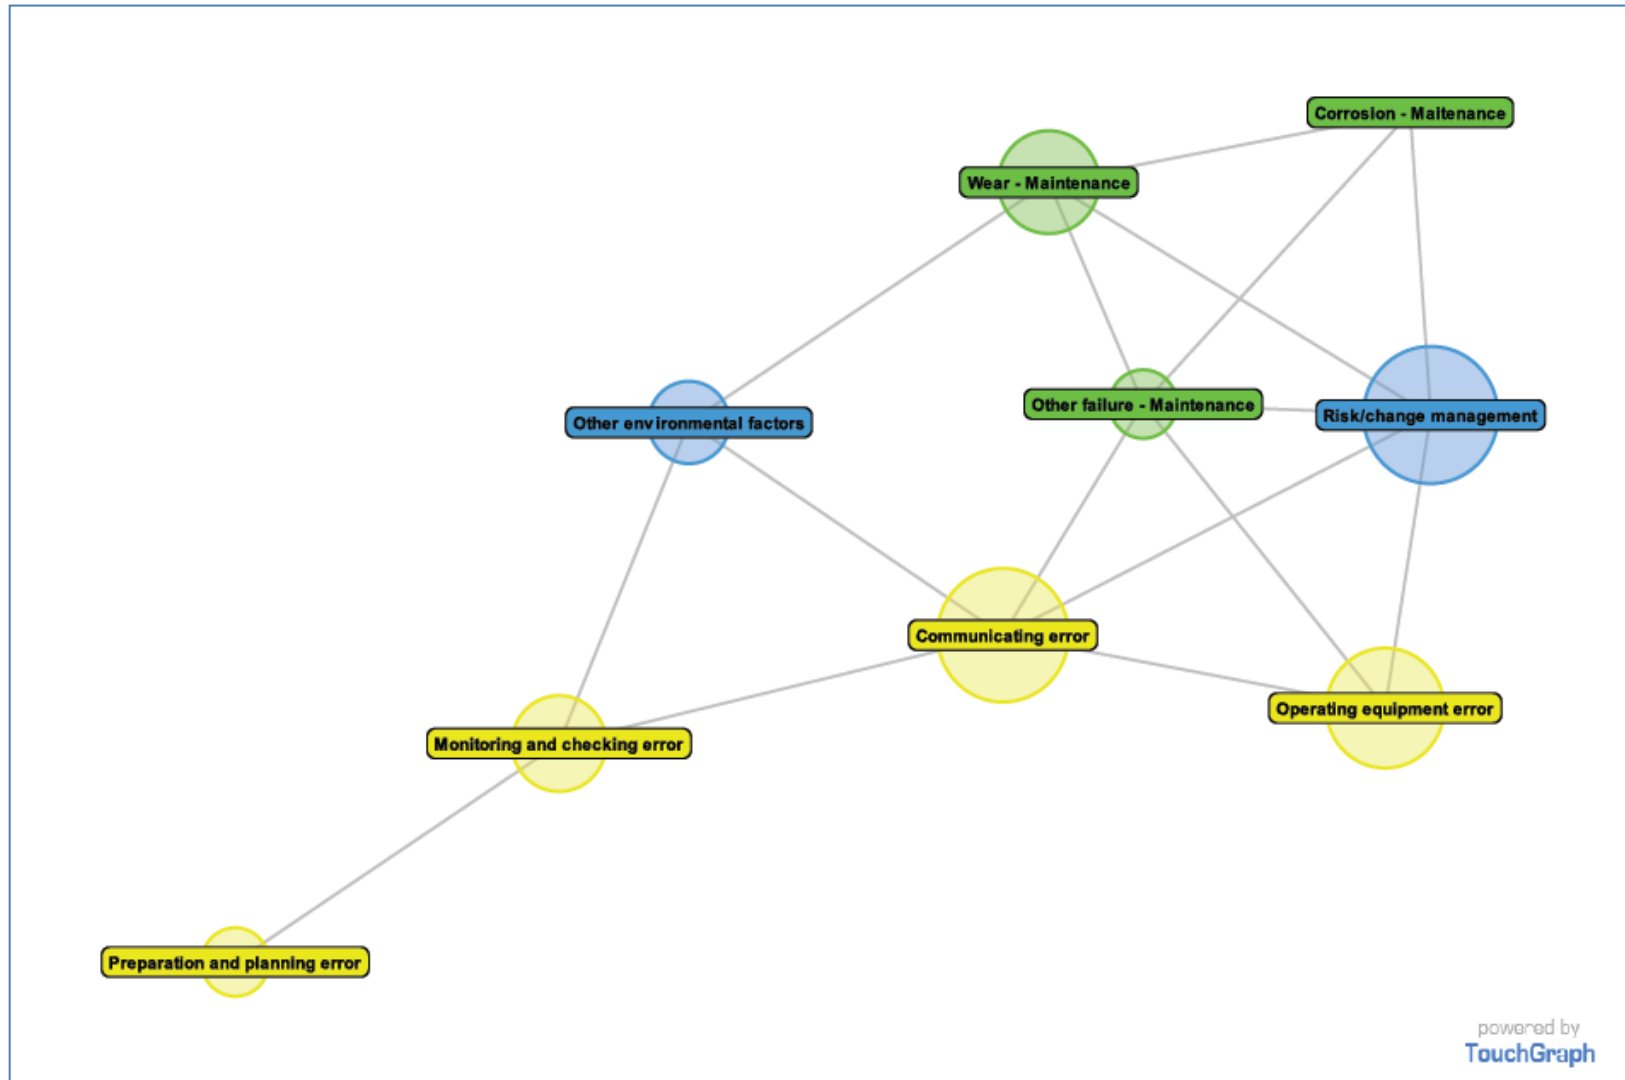 Corrosion - Maitenance
Wear - Maintenance
Other failure - Maintenance
Risk/change management
Other environmental factors
Communicating error
Operating equipment error
Monitoring and checking error
Preparation and planning error
powered by
TouchGraph